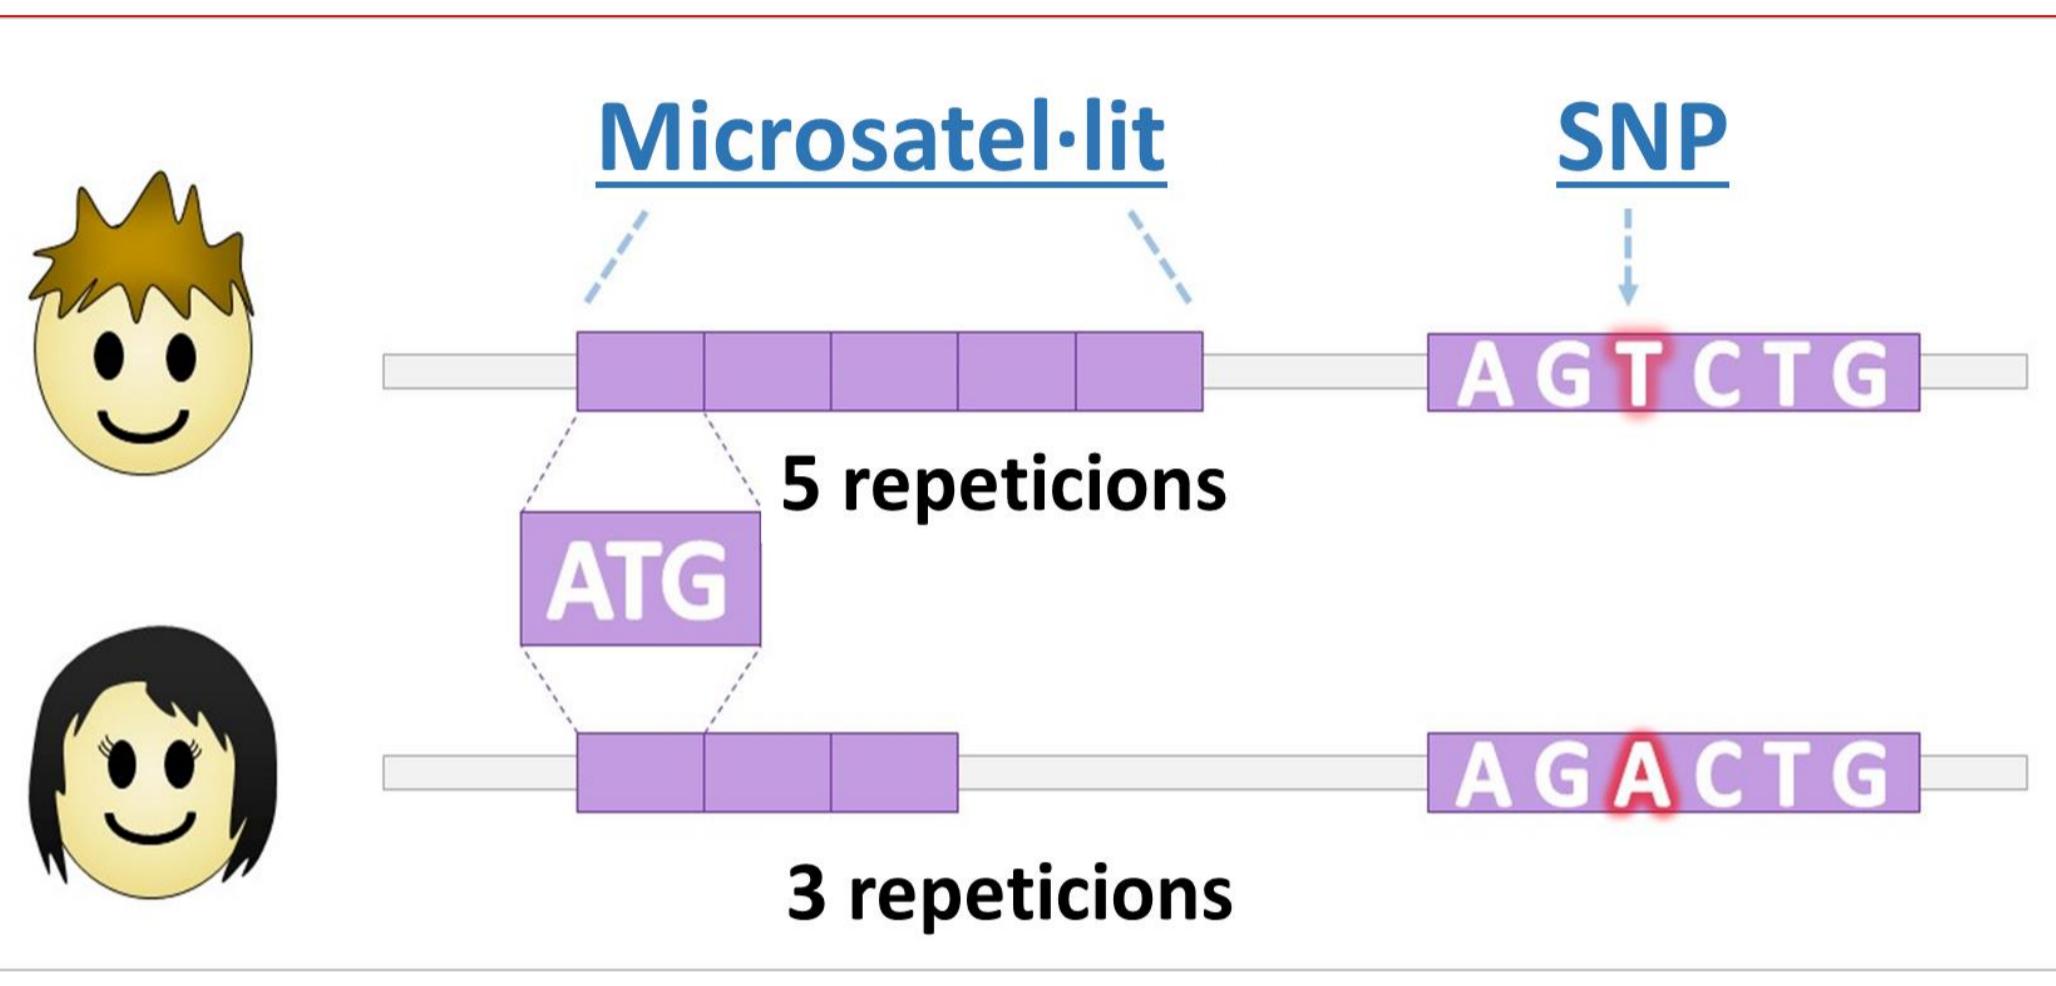 Microsatel·lit
SNP
AGTCTG
5 repeticions
ATG
AGACTG
3 repeticions